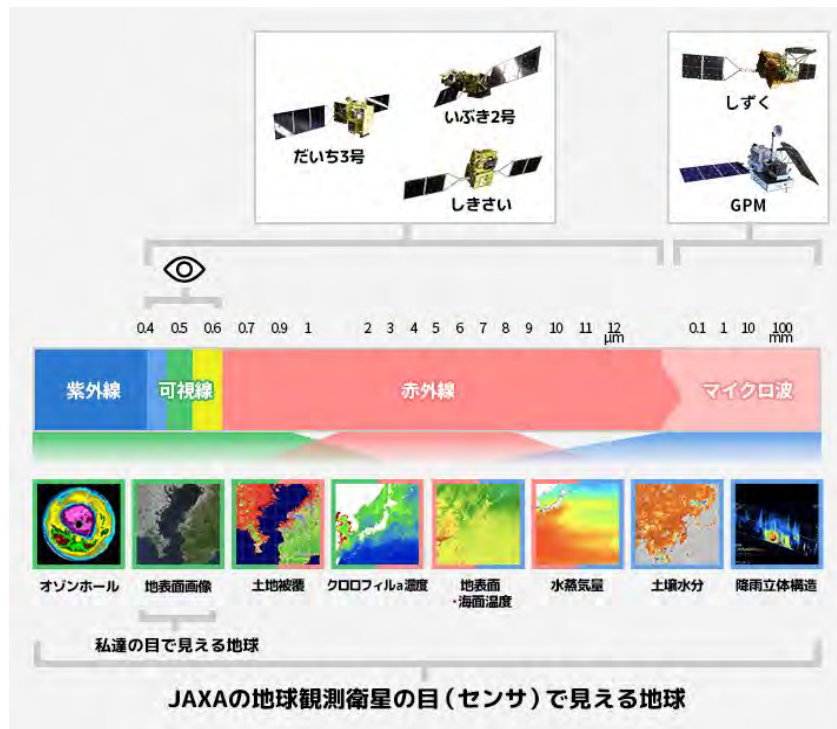 いぶき2号
だいち3号
しきさい
しずく
GPM
0.4 0.5 0.6 0.7 0.9 1 2 3 4 5 6 7 8 9 10 11 12 0.1 1 10 100
μm mm
紫外線 可視線 赤外線 マイクロ波
オゾンホール 地表面画像 土地被覆 クロロフィルa濃度 地表面 水蒸気量 土壌水分 降雨立体構造
・海面温度
私達の目で見える地球
JAXAの地球観測衛星の目(センサ)で見える地球